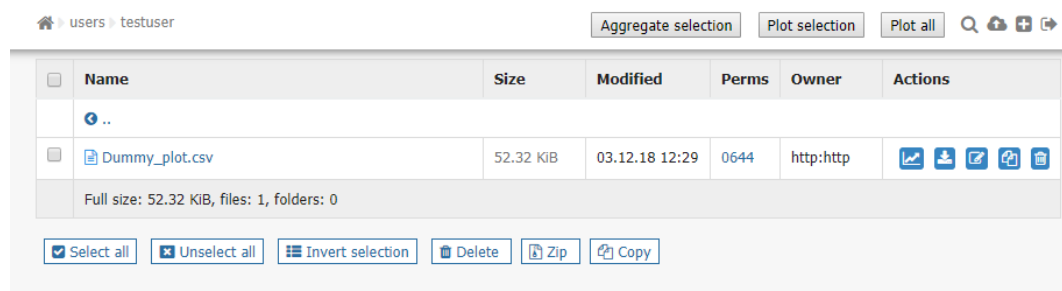 users testuser Aggregate selection Plot selection Plot all
Name Size Modified Perms Owner Actions
..
Dummy_plot.csv 52.32 KiB 03.12.18 12:29 0644 http:http
Full size: 52.32 KiB, files: 1, folders: 0
Select all Unselect all Invert selection Delete Zip Copy